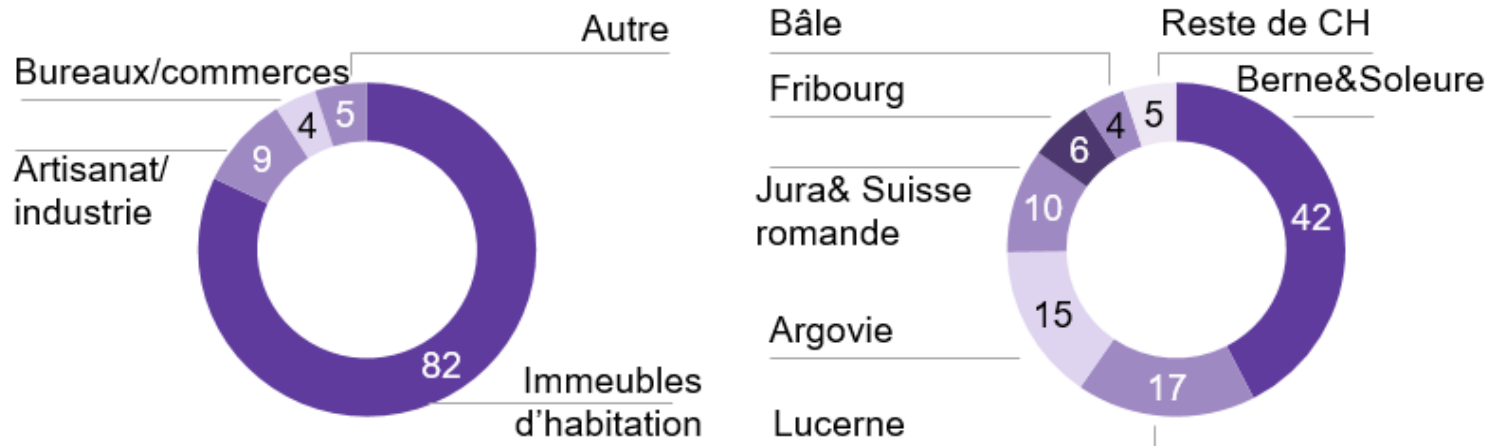 Autre
Bureaux/commerces
5
4
9
Artisanat/
industrie
82
Immeubles
d’habitation
Bâle
Reste de CH
Berne&Soleure
Fribourg
4
5
6
Jura& Suisse
romande
10
42
15
Argovie
17
Lucerne